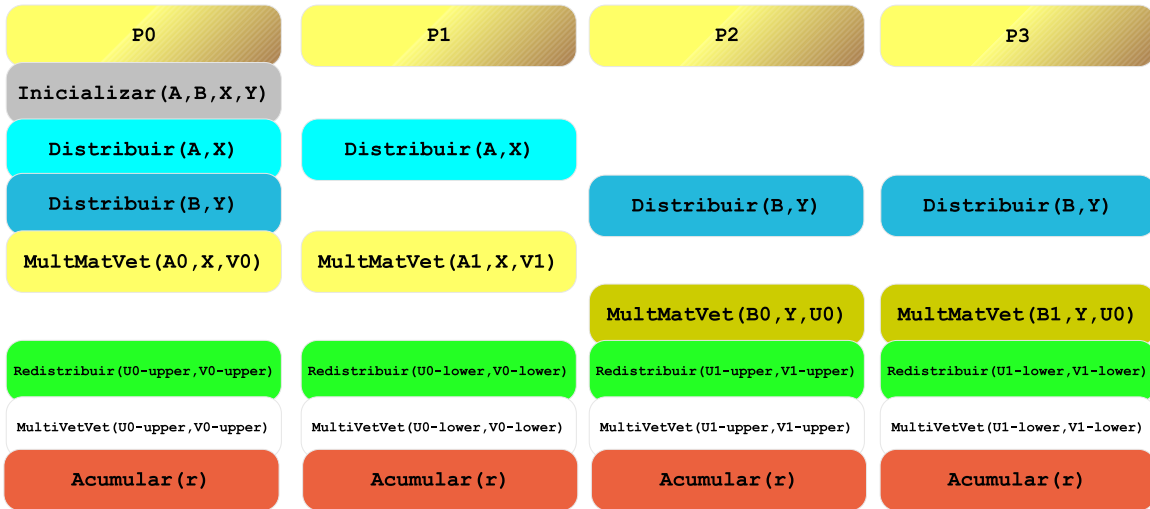 P0 P1 P2 P3
Inicializar(A,B,X,Y)
Distribuir(A,X) Distribuir(A,X)
Distribuir(B,Y) Distribuir(B,Y) Distribuir(B,Y)
MultMatVet(A0,X,V0) MultMatVet(A1,X,V1)
MultMatVet(B0,Y,U0) MultMatVet(B1,Y,U0)
Redistribuir(U0-upper,V0-upper) Redistribuir(U0-lower,V0-lower) Redistribuir(U1-upper,V1-upper) Redistribuir(U1-lower,V1-lower)
MultiVetVet(U0-upper,V0-upper) MultiVetVet(U0-lower,V0-lower) MultiVetVet(U1-upper,V1-upper) MultiVetVet(U1-lower,V1-lower)
Acumular(r) Acumular(r) Acumular(r) Acumular(r)